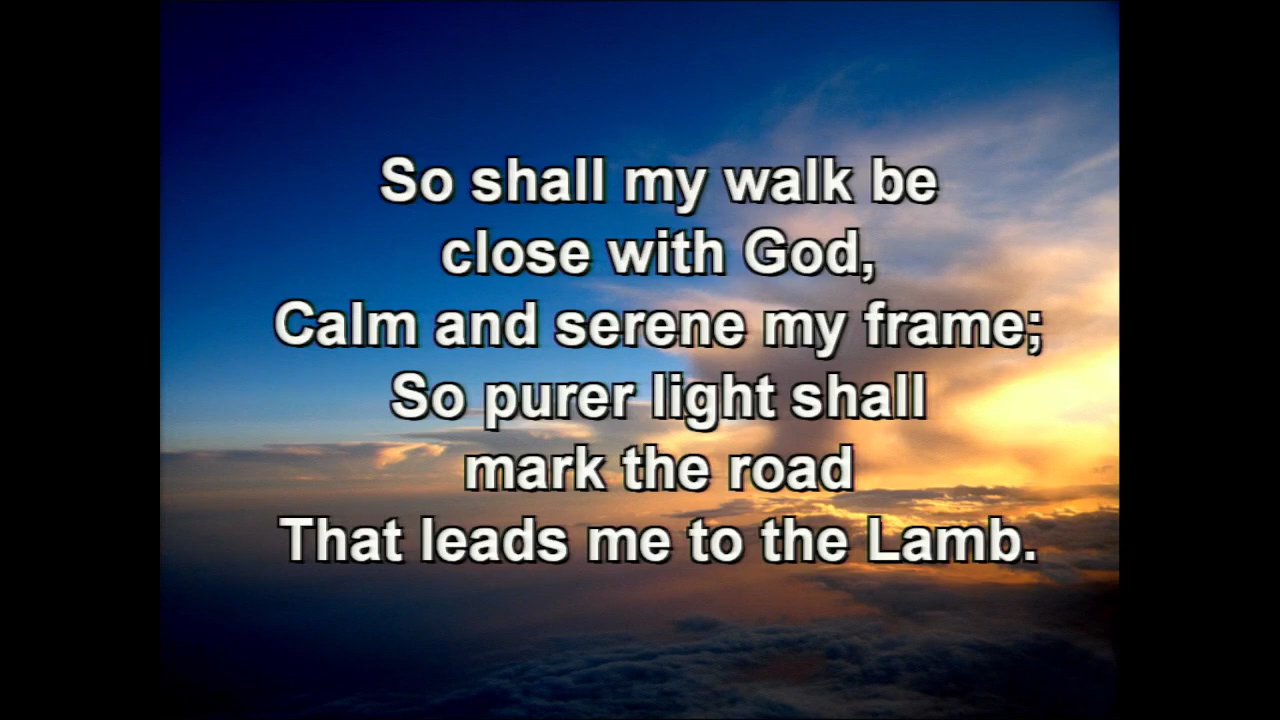 So shall my walk be
close with God,
Calm and serene my frame;
So purer light shall
mark the road
That leads me to the Lamb.